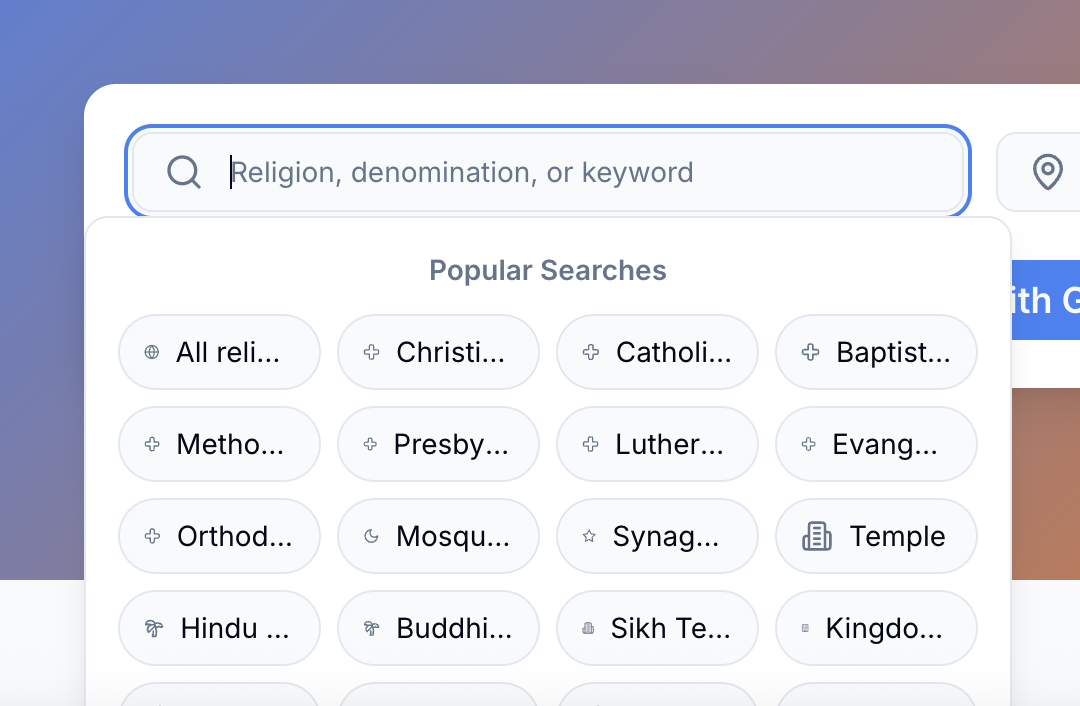 Religion, denomination, or keyword
Popular Searches
ith G
All reli...
Christi...
Catholi...
Baptist...
Metho...
Presby...
Luther...
Evang...
Orthod...
Mosqu...
Synag...
Temple
Hindu ...
Buddhi...
Sikh Te...
Kingdo...